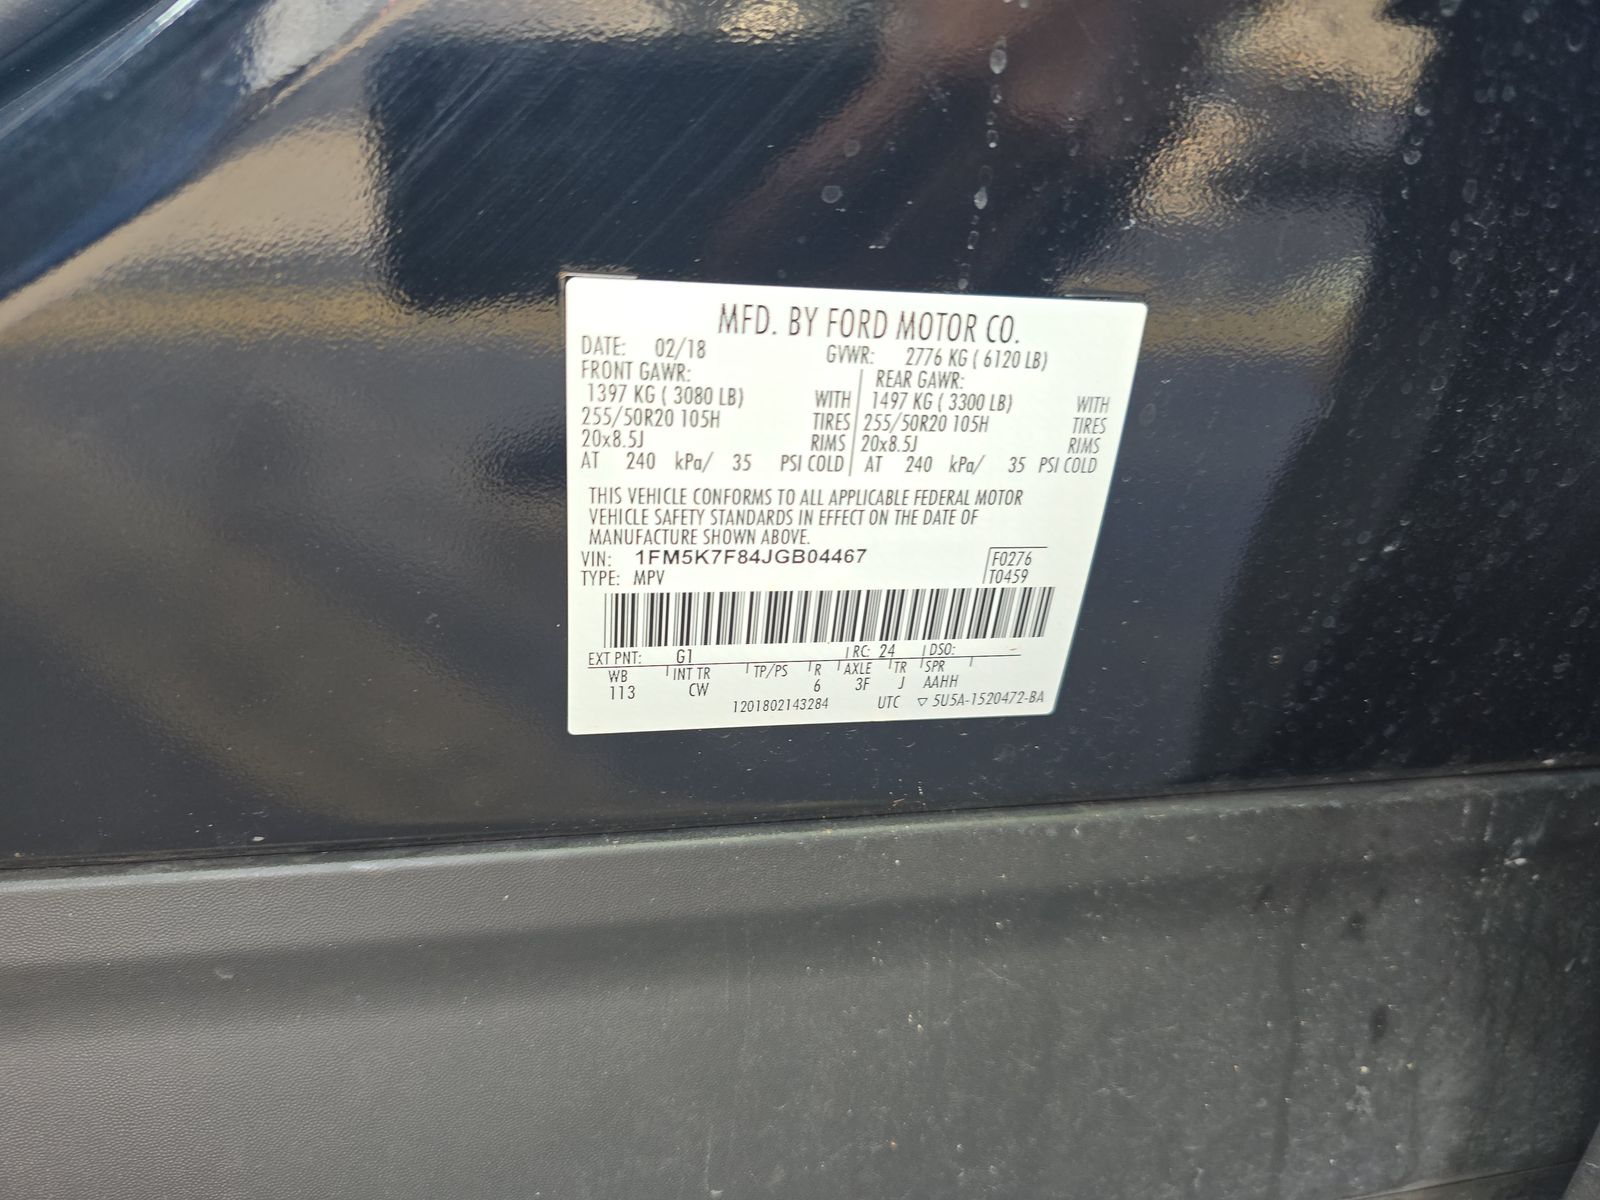 MFD. BY FORD MOTOR CO.
DATE: 02/18 GVWR: 2776 KG ( 6120 LB)
FRONT GAWR: REAR GAWR:
1397 KG ( 3080 LB) WITH 1497 KG ( 3300 LB) WITH
255/50R20 105H TIRES 255/50R20 105H TIRES
20x8.5J RIMS 20x8.5J RIMS
AT 240 kPa/ 35 PSI COLD AT 240 kPa/ 35 PSI COLD
THIS VEHICLE CONFORMS TO ALL APPLICABLE FEDERAL MOTOR
VEHICLE SAFETY STANDARDS IN EFFECT ON THE DATE OF
MANUFACTURE SHOWN ABOVE.
VIN: 1FM5K7F84JGB04467 F0276
TYPE: MPV T0459
EXT PNT: G1 RC: 24 DSO: -
WB INT TR TP/PS R AXLE TR SPR
113 CW 6 3F J AAHH
1201802143284 UTC ▽ 5U5A-1520472-BA